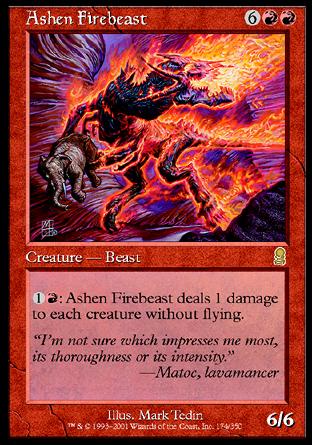 Ashen Firebeast 6
Creature — Beast
1: Ashen Firebeast deals 1 damage
to each creature without flying.
"I'm not sure which impresses me most,
its thoroughness or its intensity."
—Matoc, lavamancer
Illus. Mark Tedin
™ & © 1993–2001 Wizards of the Coast, Inc. 174/350
6/6